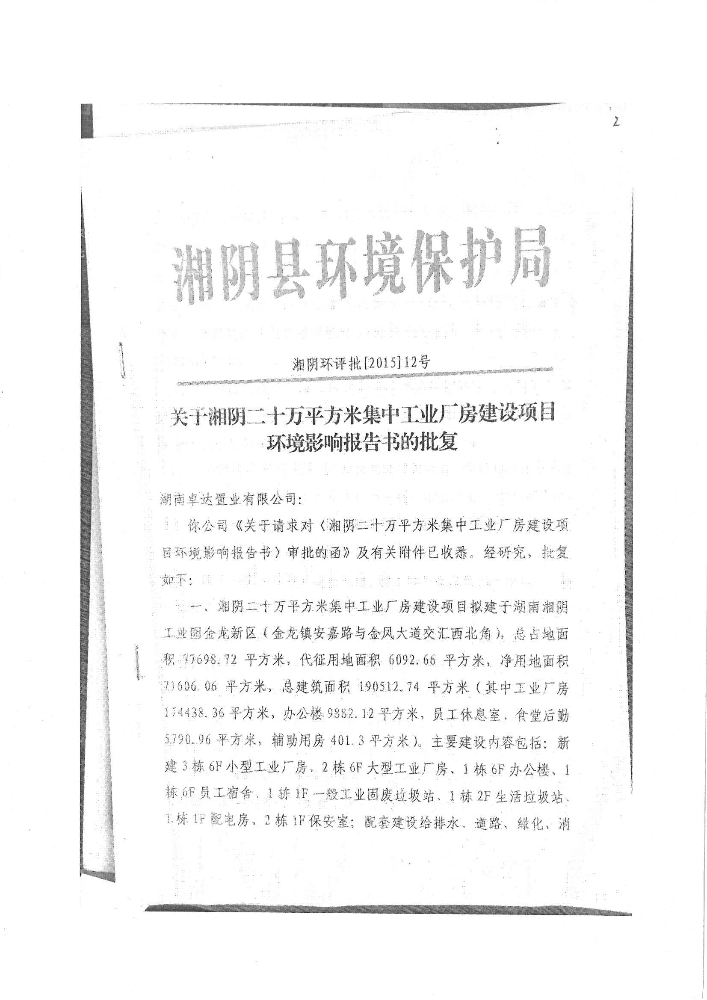 2
湘阴县环境保护局
湘阴环评批[2015]12号
关于湘阴二十万平方米集中工业厂房建设项目
环境影响报告书的批复
湖南卓达置业有限公司：
你公司《关于请求对〈湘阴二十万平方米集中工业厂房建设项
目环境影响报告书〉审批的函》及有关附件已收悉。经研究，批复
如下：
一、湘阴二十万平方米集中工业厂房建设项目拟建于湖南湘阴
工业园金龙新区（金龙镇安嘉路与金凤大道交汇西北角），总占地面
积 77698.72 平方米，代征用地面积 6092.66 平方米，净用地面积
71606.06 平方米，总建筑面积 190512.74 平方米（其中工业厂房
174438.36 平方米，办公楼 9882.12 平方米，员工休息室、食堂后勤
5790.96 平方米，辅助用房 401.3 平方米）。主要建设内容包括：新
建 3 栋 6F 小型工业厂房、2 栋 6F 大型工业厂房、1 栋 6F 办公楼、1
栋 6F 员工宿舍、1 栋 1F 一般工业固废垃圾站、1 栋 2F 生活垃圾站、
1 栋 1F 配电房、2 栋 1F 保安室；配套建设给排水、道路、绿化、消